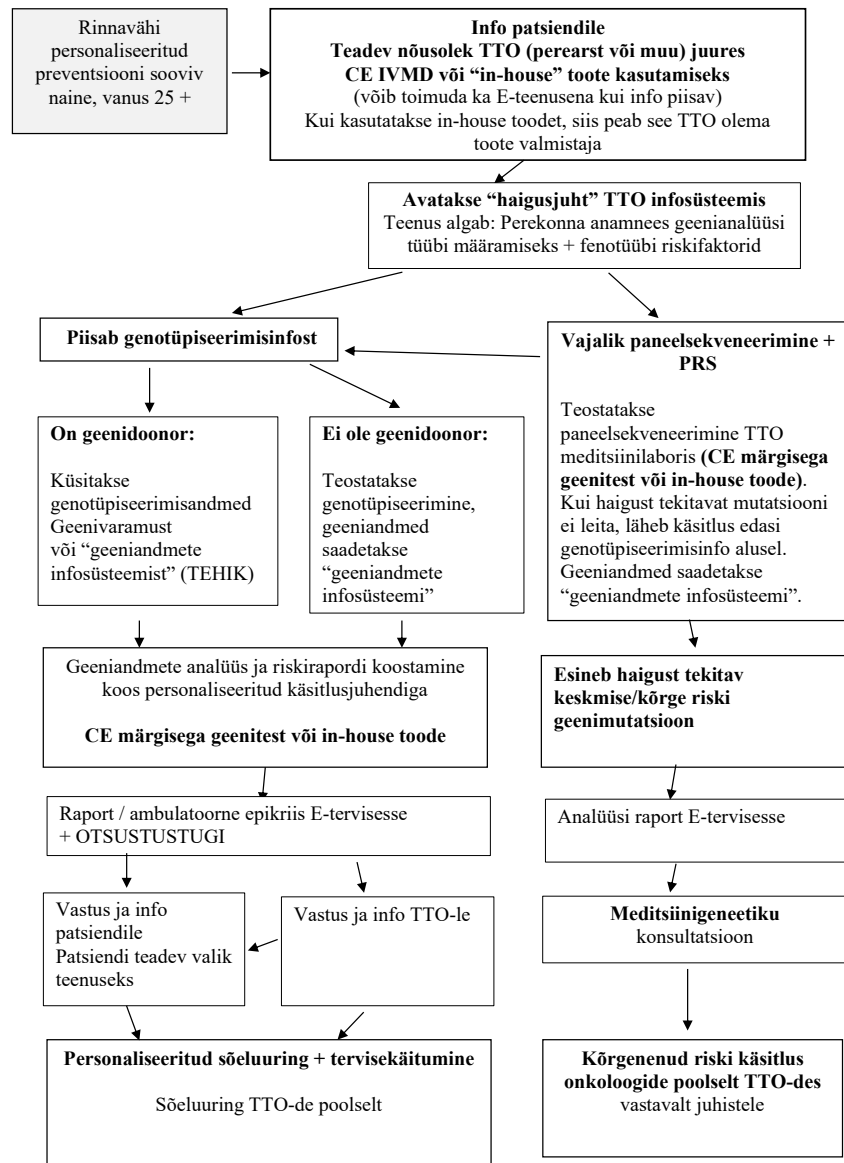 Rinnavähi
personaliseeritud
preventsiooni sooviv
naine, vanus 25 +
Info patsiendile
Teadev nõusolek TTO (perearst või muu) juures
CE IVMD või “in-house” toote kasutamiseks
(võib toimuda ka E-teenusena kui info piisav)
Kui kasutatakse in-house toodet, siis peab see TTO olema
toote valmistaja
Avatakse “haigusjuht” TTO infosüsteemis
Teenus algab: Perekonna anamnees geenianalüüsi
tüübi määramiseks + fenotüübi riskifaktorid
Piisab genotüpiseerimisinfost
Vajalik paneelsekveneerimine +
PRS
Teostatakse
paneelsekveneerimine TTO
meditsiinilaboris (CE märgisega
geenitest või in-house toode).
Kui haigust tekitavat mutatsiooni
ei leita, läheb käsitlus edasi
genotüpiseerimisinfo alusel.
Geeniandmed saadetakse
“geeniandmete infosüsteemi”.
On geenidoonor:
Küsitakse
genotüpiseerimisandmed
Geenivaramust
või “geeniandmete
infosüsteemist” (TEHIK)
Ei ole geenidoonor:
Teostatakse
genotüpiseerimine,
geeniandmed
saadetakse
“geeniandmete
infosüsteemi”
Geeniandmete analüüs ja riskirapordi koostamine
koos personaliseeritud käsitlusjuhendiga
CE märgisega geenitest või in-house toode
Esineb haigust tekitav
keskmise/kõrge riski
geenimutatsioon
Raport / ambulatoorne epikriis E-tervisesse
+ OTSUSTUSTUGI
Analüüsi raport E-tervisesse
Vastus ja info
patsiendile
Patsiendi teadev valik
teenuseks
Vastus ja info TTO-le
Meditsiinigeneetiku
konsultatsioon
Personaliseeritud sõeluuring + tervisekäitumine
Sõeluuring TTO-de poolselt
Kõrgenenud riski käsitlus
onkoloogide poolselt TTO-des
vastavalt juhistele